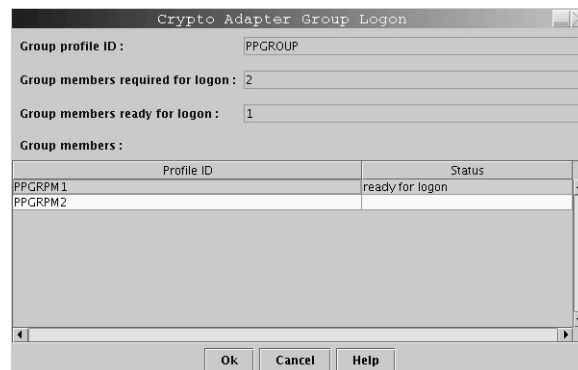 Crypto Adapter Group Logon
Group profile ID : PPGROUP
Group members required for logon : 2
Group members ready for logon : 1
Group members :
Profile ID Status
PPGRPM1 ready for logon
PPGRPM2
Ok Cancel Help